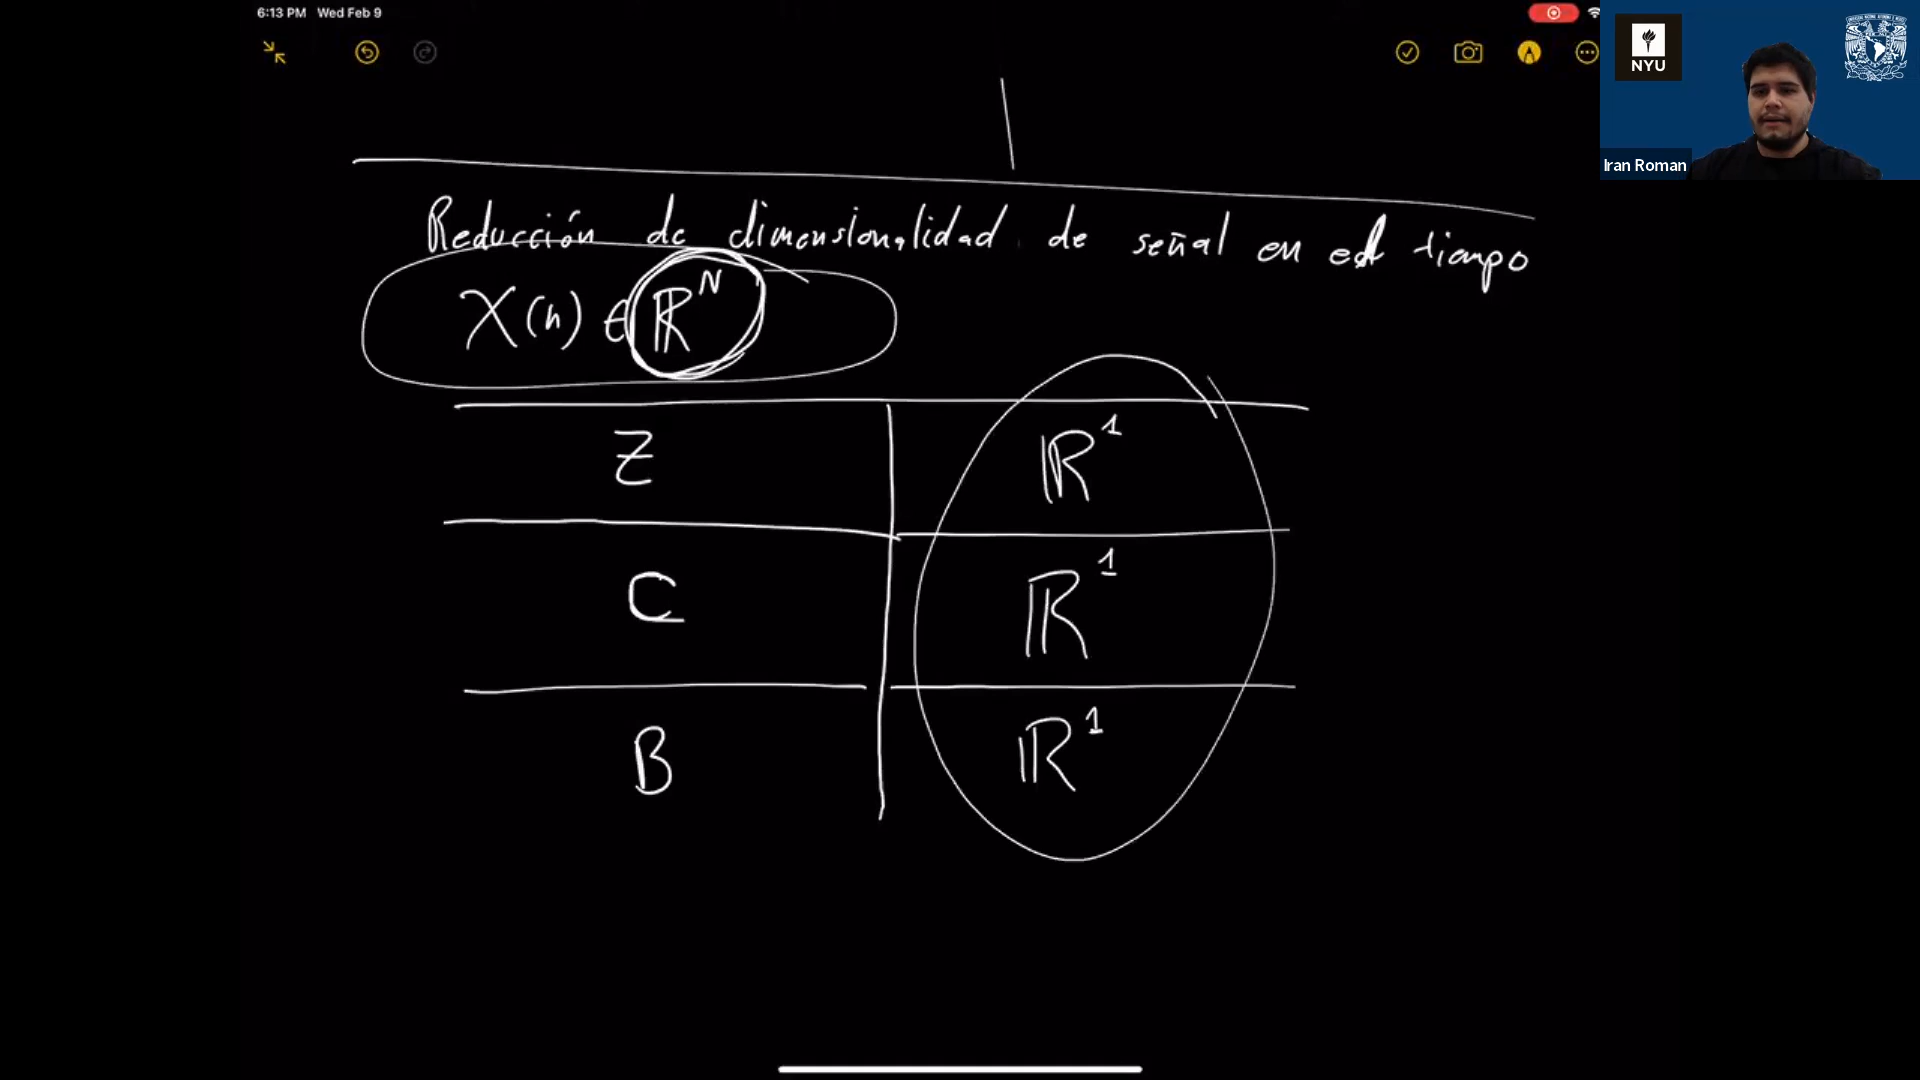 6:13 PM Wed Feb 9
NYU
Iran Roman
Reducción de dimensionalidad de señal en el tiempo
X(n) ∈ ℝ^N
Z ℝ^1
C ℝ^1
B ℝ^1